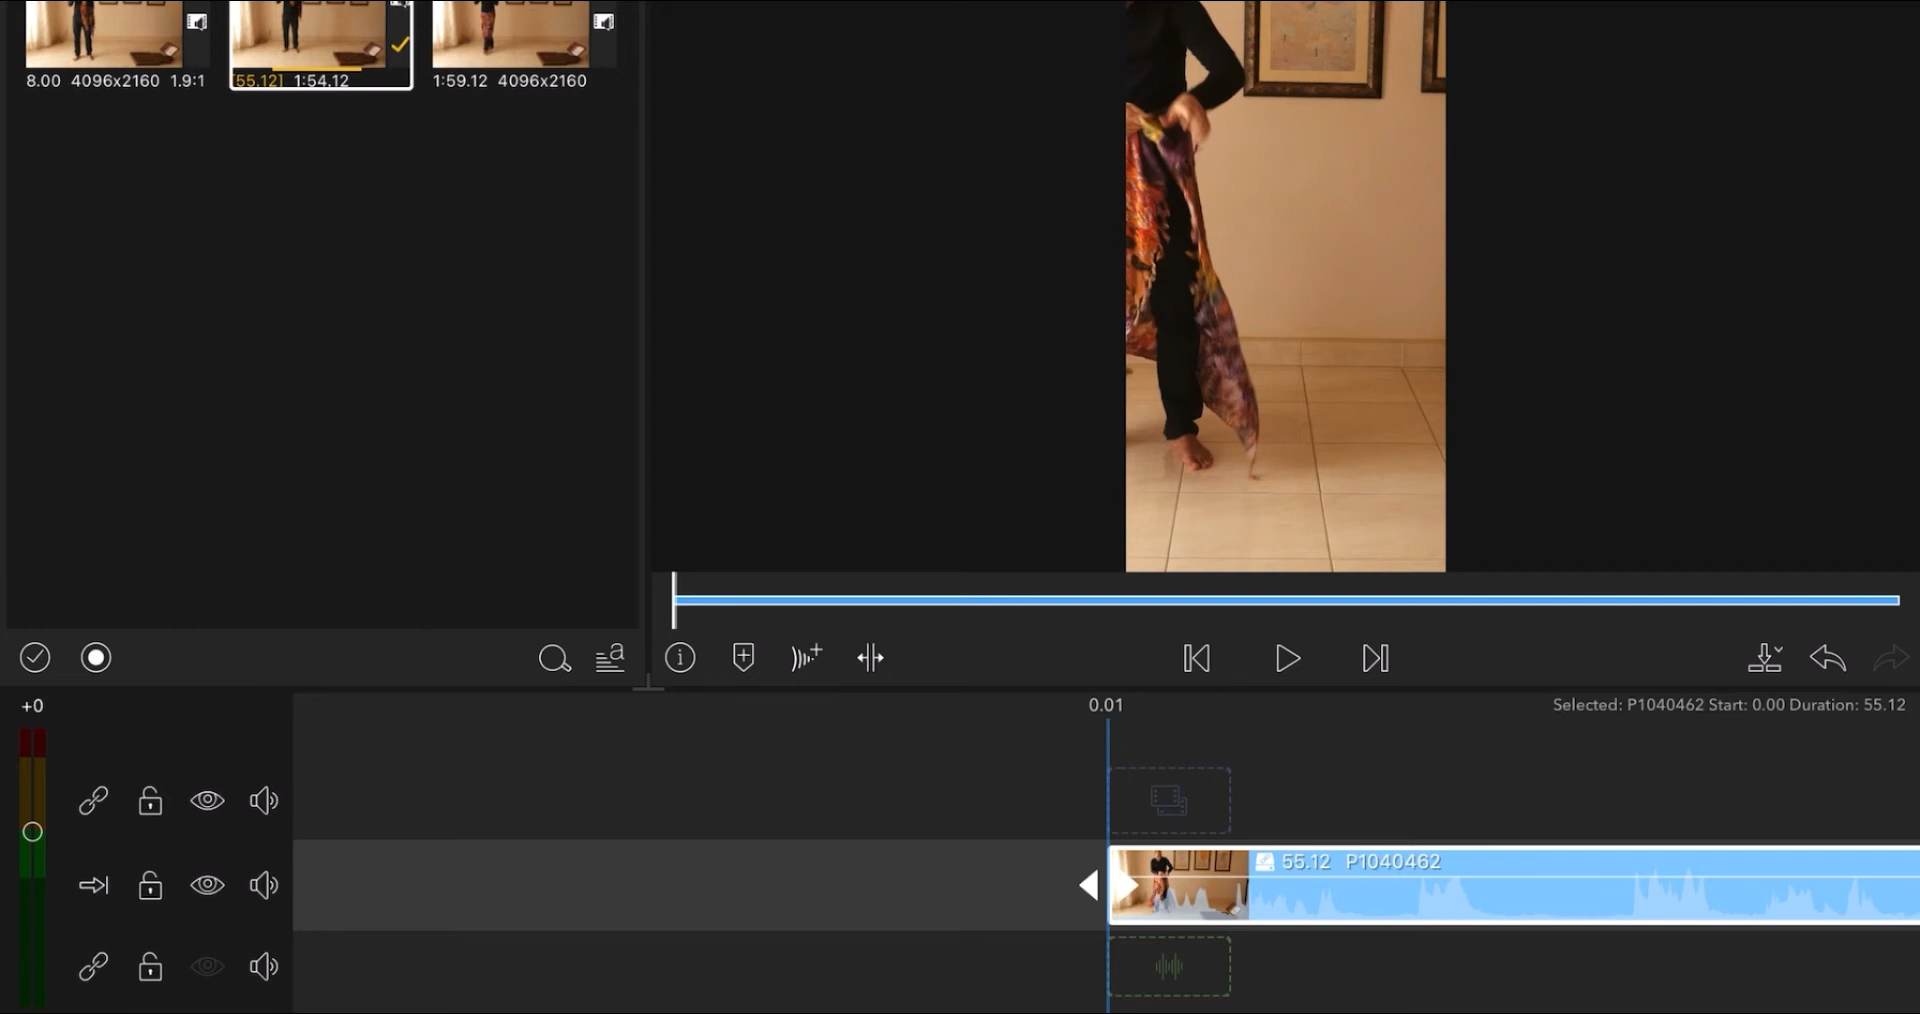 8.00 4096x2160 1.9:1
[55.12] 1:54.12
1:59.12 4096x2160
a
+0
0.01
Selected: P1040462 Start: 0.00 Duration: 55.12
55.12 P1040462